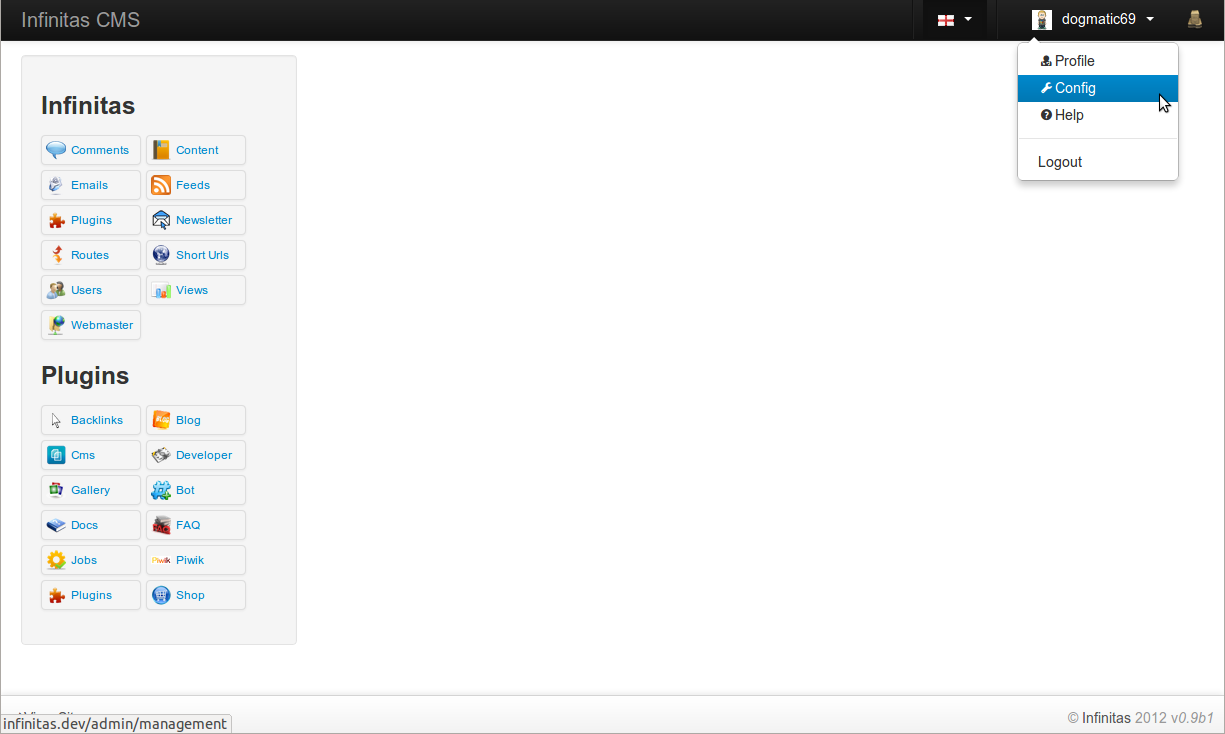 Infinitas CMS
dogmatic69
Profile
Config
Help
Logout
Infinitas
Comments Content
Emails Feeds
Plugins Newsletter
Routes Short Urls
Users Views
Webmaster
Plugins
Backlinks Blog
Cms Developer
Gallery Bot
Docs FAQ
Jobs Piwik Piwik
Plugins Shop
infinitas.dev/admin/management
© Infinitas 2012 v0.9b1